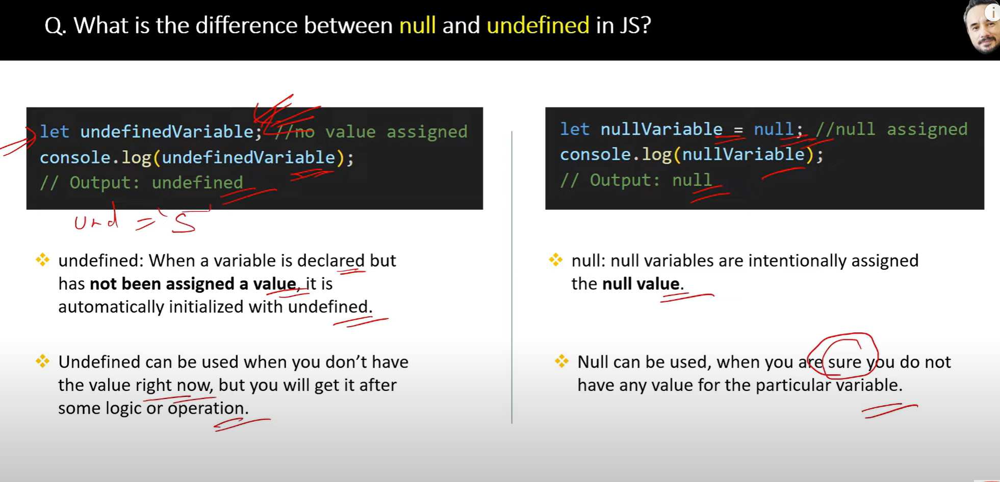 Q. What is the difference between null and undefined in JS?
i
let undefinedVariable; //no value assigned
console.log(undefinedVariable);
// Output: undefined
und = 'S'
undefined: When a variable is declared but
has not been assigned a value, it is
automatically initialized with undefined.
Undefined can be used when you don’t have
the value right now, but you will get it after
some logic or operation.
let nullVariable = null; //null assigned
console.log(nullVariable);
// Output: null
null: null variables are intentionally assigned
the null value.
Null can be used, when you are sure you do not
have any value for the particular variable.